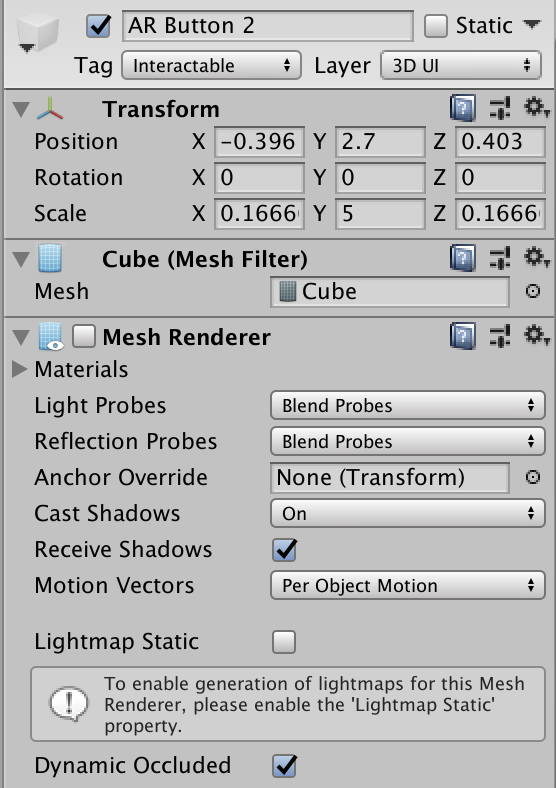 AR Button 2 Static
Tag Interactable Layer 3D UI
Transform
Position X -0.396 Y 2.7 Z 0.403
Rotation X 0 Y 0 Z 0
Scale X 0.1666 Y 5 Z 0.1666
Cube (Mesh Filter)
Mesh Cube
Mesh Renderer
Materials
Light Probes Blend Probes
Reflection Probes Blend Probes
Anchor Override None (Transform)
Cast Shadows On
Receive Shadows
Motion Vectors Per Object Motion
Lightmap Static
To enable generation of lightmaps for this Mesh
Renderer, please enable the 'Lightmap Static'
property.
Dynamic Occluded